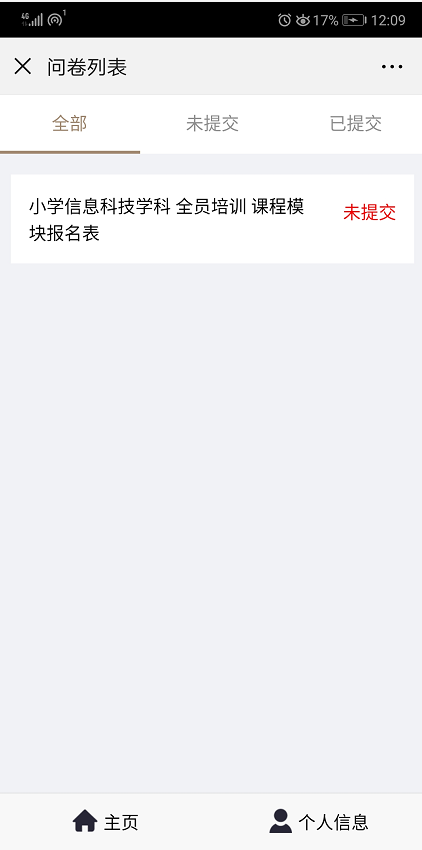 4G 1 17% 12:09
问卷列表
全部 未提交 已提交
小学信息科技学科 全员培训 课程模
块报名表
未提交
主页 个人信息